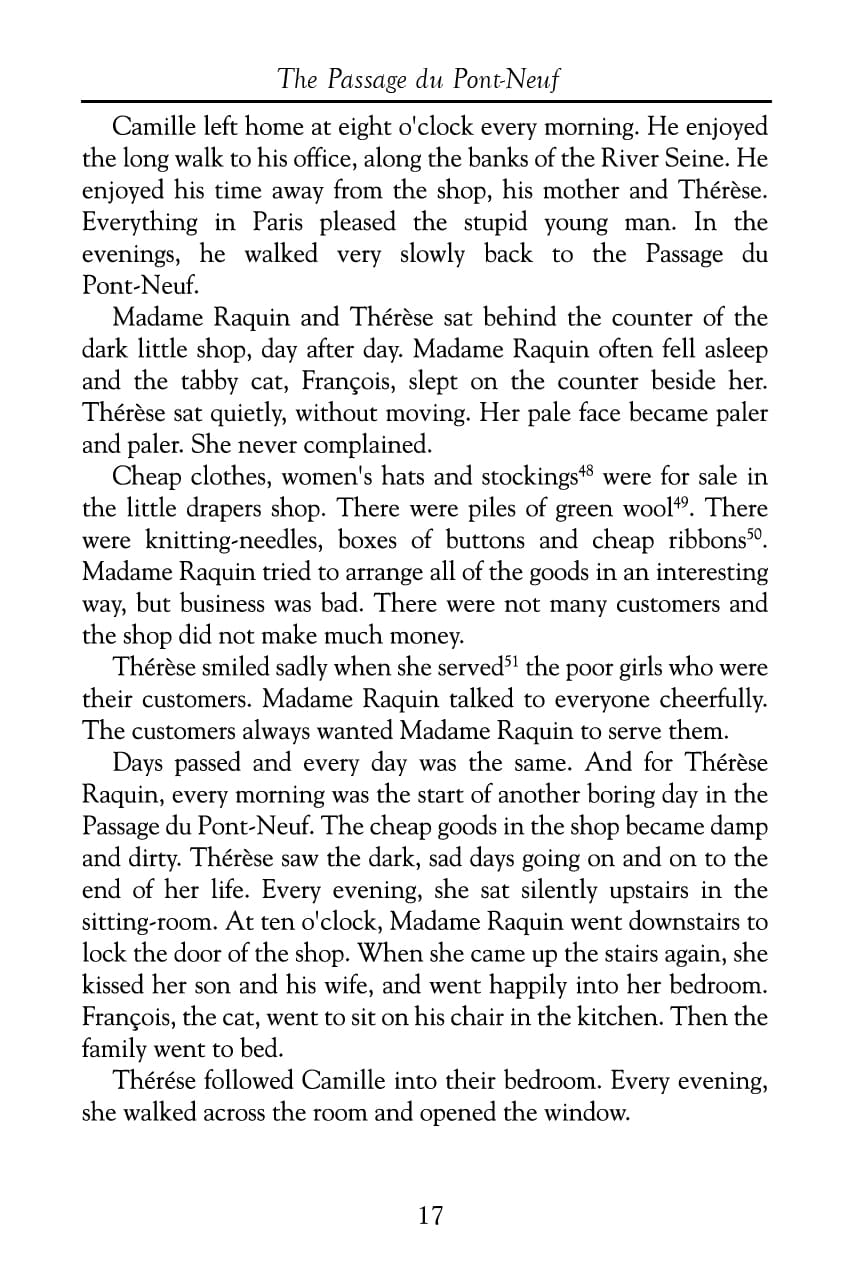 The Passage du Pont-Neuf
Camille left home at eight o'clock every morning. He enjoyed
the long walk to his office, along the banks of the River Seine. He
enjoyed his time away from the shop, his mother and Thérèse.
Everything in Paris pleased the stupid young man. In the
evenings, he walked very slowly back to the Passage du
Pont-Neuf.
Madame Raquin and Thérèse sat behind the counter of the
dark little shop, day after day. Madame Raquin often fell asleep
and the tabby cat, François, slept on the counter beside her.
Thérèse sat quietly, without moving. Her pale face became paler
and paler. She never complained.
Cheap clothes, women's hats and stockings⁴⁸ were for sale in
the little drapers shop. There were piles of green wool⁴⁹. There
were knitting-needles, boxes of buttons and cheap ribbons⁵⁰.
Madame Raquin tried to arrange all of the goods in an interesting
way, but business was bad. There were not many customers and
the shop did not make much money.
Thérèse smiled sadly when she served⁵¹ the poor girls who were
their customers. Madame Raquin talked to everyone cheerfully.
The customers always wanted Madame Raquin to serve them.
Days passed and every day was the same. And for Thérèse
Raquin, every morning was the start of another boring day in the
Passage du Pont-Neuf. The cheap goods in the shop became damp
and dirty. Thérèse saw the dark, sad days going on and on to the
end of her life. Every evening, she sat silently upstairs in the
sitting-room. At ten o'clock, Madame Raquin went downstairs to
lock the door of the shop. When she came up the stairs again, she
kissed her son and his wife, and went happily into her bedroom.
François, the cat, went to sit on his chair in the kitchen. Then the
family went to bed.
Thérése followed Camille into their bedroom. Every evening,
she walked across the room and opened the window.
17